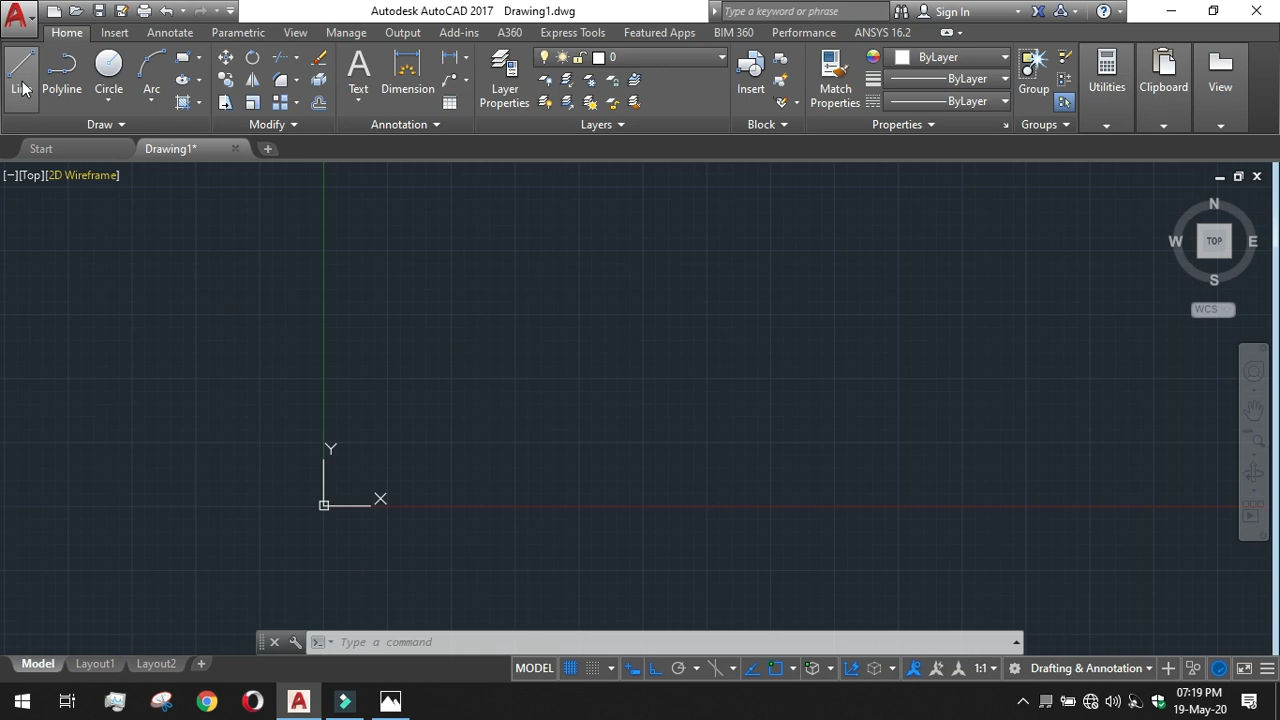 Autodesk AutoCAD 2017 Drawing1.dwg
Type a keyword or phrase
Sign In
Home Insert Annotate Parametric View Manage Output Add-ins A360 Express Tools Featured Apps BIM 360 Performance ANSYS 16.2
Polyline Circle Arc
Text Dimension
Layer Properties
0
Insert
Match Properties
ByLayer
ByLayer
ByLayer
Group
Utilities
Clipboard
View
Draw Modify Annotation Layers Block Properties Groups
Start Drawing1*
[−][Top][2D Wireframe]
N
W TOP E
S
WCS
Y
X
Type a command
Model Layout1 Layout2
MODEL 1:1 Drafting & Annotation
07:19 PM
19-May-20